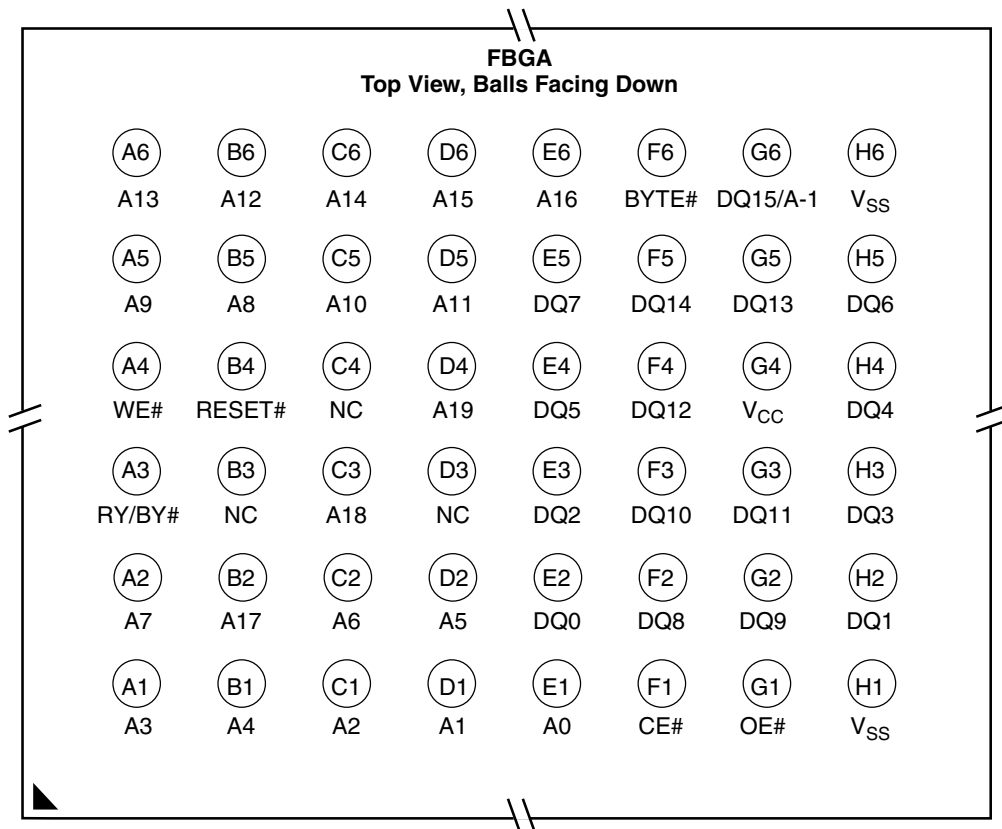 FBGA
Top View, Balls Facing Down
A6 B6 C6 D6 E6 F6 G6 H6
A13 A12 A14 A15 A16 BYTE# DQ15/A-1 VSS
A5 B5 C5 D5 E5 F5 G5 H5
A9 A8 A10 A11 DQ7 DQ14 DQ13 DQ6
A4 B4 C4 D4 E4 F4 G4 H4
WE# RESET# NC A19 DQ5 DQ12 VCC DQ4
A3 B3 C3 D3 E3 F3 G3 H3
RY/BY# NC A18 NC DQ2 DQ10 DQ11 DQ3
A2 B2 C2 D2 E2 F2 G2 H2
A7 A17 A6 A5 DQ0 DQ8 DQ9 DQ1
A1 B1 C1 D1 E1 F1 G1 H1
A3 A4 A2 A1 A0 CE# OE# VSS